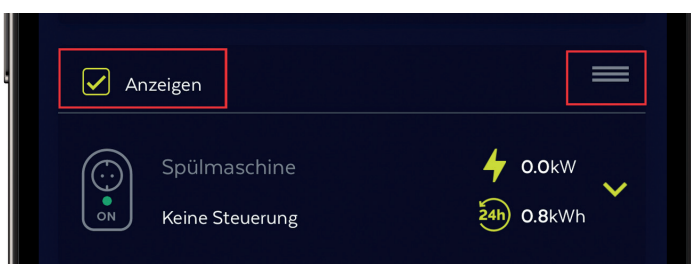 Anzeigen
Spülmaschine
0.0kW
ON
Keine Steuerung
24h
0.8kWh